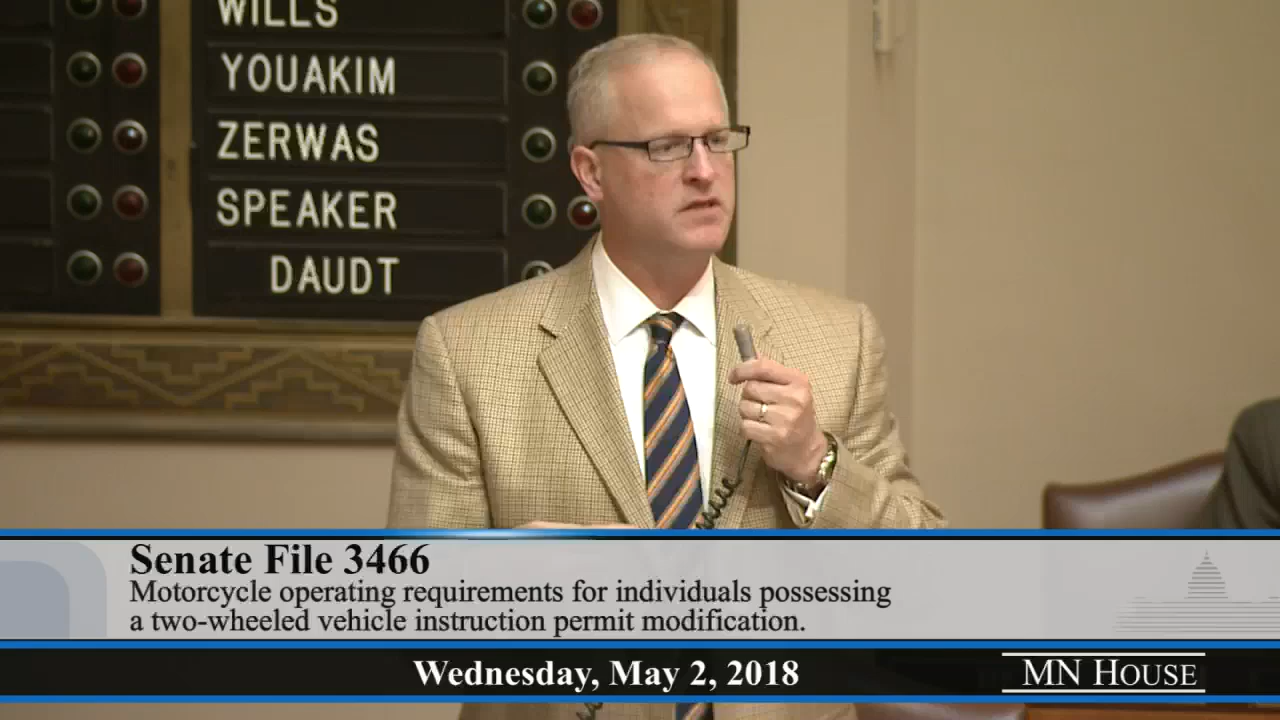 WILLS
YOUAKIM
ZERWAS
SPEAKER
DAUDT
Senate File 3466
Motorcycle operating requirements for individuals possessing
a two-wheeled vehicle instruction permit modification.
Wednesday, May 2, 2018
MN HOUSE